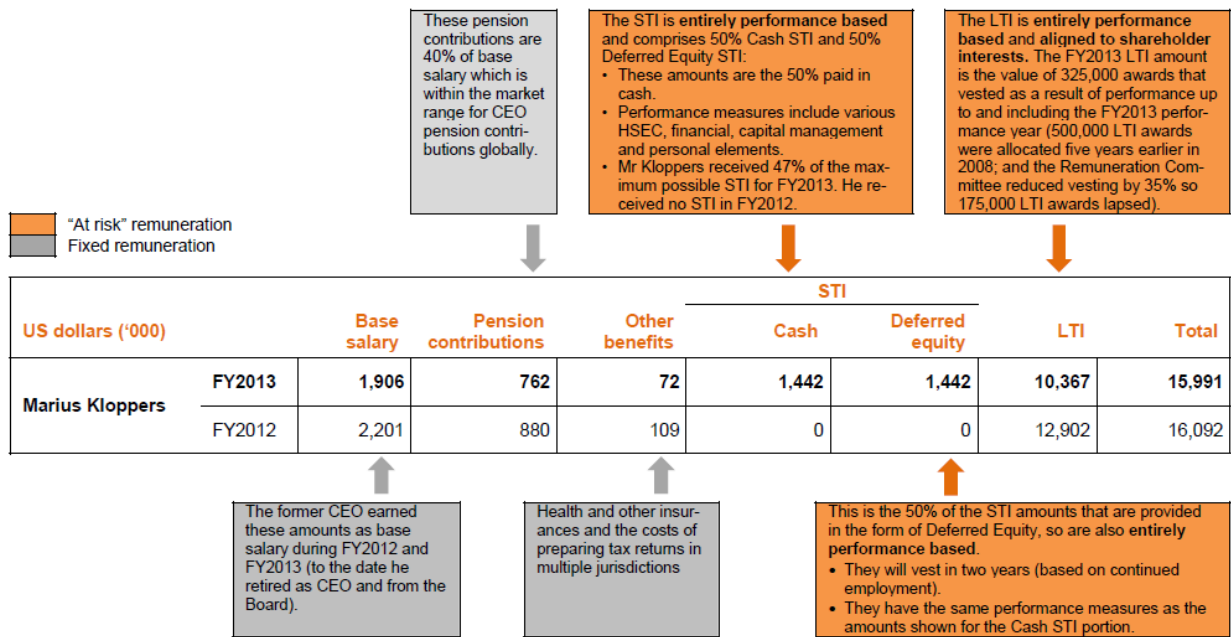 These pension
contributions are
40% of base
salary which is
within the market
range for CEO
pension contri-
butions globally.
The STI is entirely performance based
and comprises 50% Cash STI and 50%
Deferred Equity STI:
• These amounts are the 50% paid in
cash.
• Performance measures include various
HSEC, financial, capital management
and personal elements.
• Mr Kloppers received 47% of the max-
imum possible STI for FY2013. He re-
ceived no STI in FY2012.
The LTI is entirely performance
based and aligned to shareholder
interests. The FY2013 LTI amount
is the value of 325,000 awards that
vested as a result of performance up
to and including the FY2013 perfor-
mance year (500,000 LTI awards
were allocated five years earlier in
2008; and the Remuneration Com-
mittee reduced vesting by 35% so
175,000 LTI awards lapsed).
“At risk” remuneration
Fixed remuneration
STI
US dollars (‘000) Base salary Pension contributions Other benefits Cash Deferred equity LTI Total
Marius Kloppers
FY2013 1,906 762 72 1,442 1,442 10,367 15,991
FY2012 2,201 880 109 0 0 12,902 16,092
The former CEO earned
these amounts as base
salary during FY2012 and
FY2013 (to the date he
retired as CEO and from the
Board).
Health and other insur-
ances and the costs of
preparing tax returns in
multiple jurisdictions
This is the 50% of the STI amounts that are provided
in the form of Deferred Equity, so are also entirely
performance based.
• They will vest in two years (based on continued
employment).
• They have the same performance measures as the
amounts shown for the Cash STI portion.